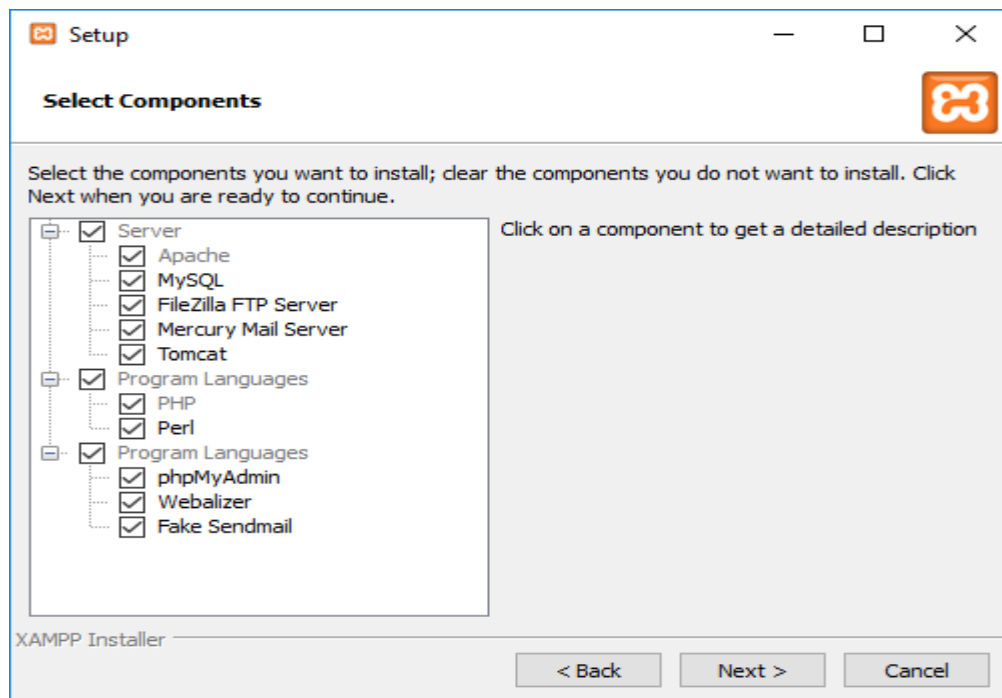 Setup
Select Components
Select the components you want to install; clear the components you do not want to install. Click
Next when you are ready to continue.
Server
Apache
MySQL
FileZilla FTP Server
Mercury Mail Server
Tomcat
Program Languages
PHP
Perl
Program Languages
phpMyAdmin
Webalizer
Fake Sendmail
Click on a component to get a detailed description
XAMPP Installer
< Back
Next >
Cancel